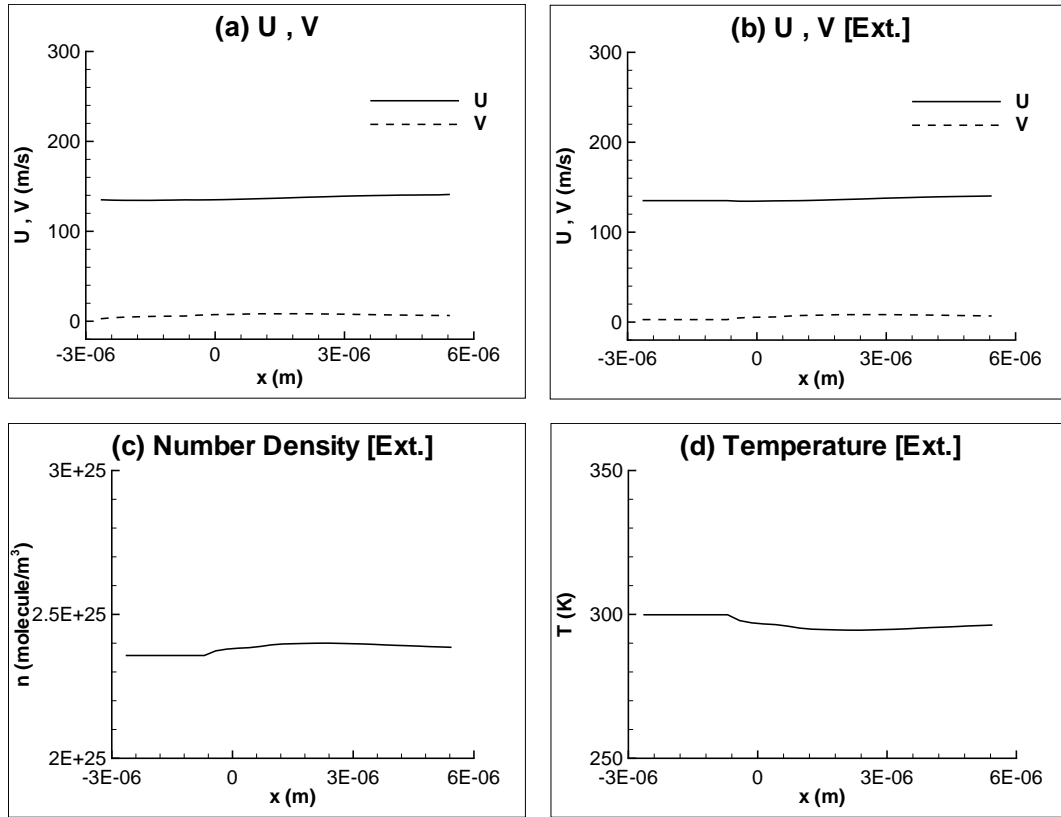 (a) U , V
300
200
100
0
U , V (m/s)
U
V
-3E-06 0 3E-06 6E-06
x (m)
(b) U , V [Ext.]
300
200
100
0
U , V (m/s)
U
V
-3E-06 0 3E-06 6E-06
x (m)
(c) Number Density [Ext.]
3E+25
2.5E+25
2E+25
n (molecule/m³)
-3E-06 0 3E-06 6E-06
x (m)
(d) Temperature [Ext.]
350
300
250
T (K)
-3E-06 0 3E-06 6E-06
x (m)